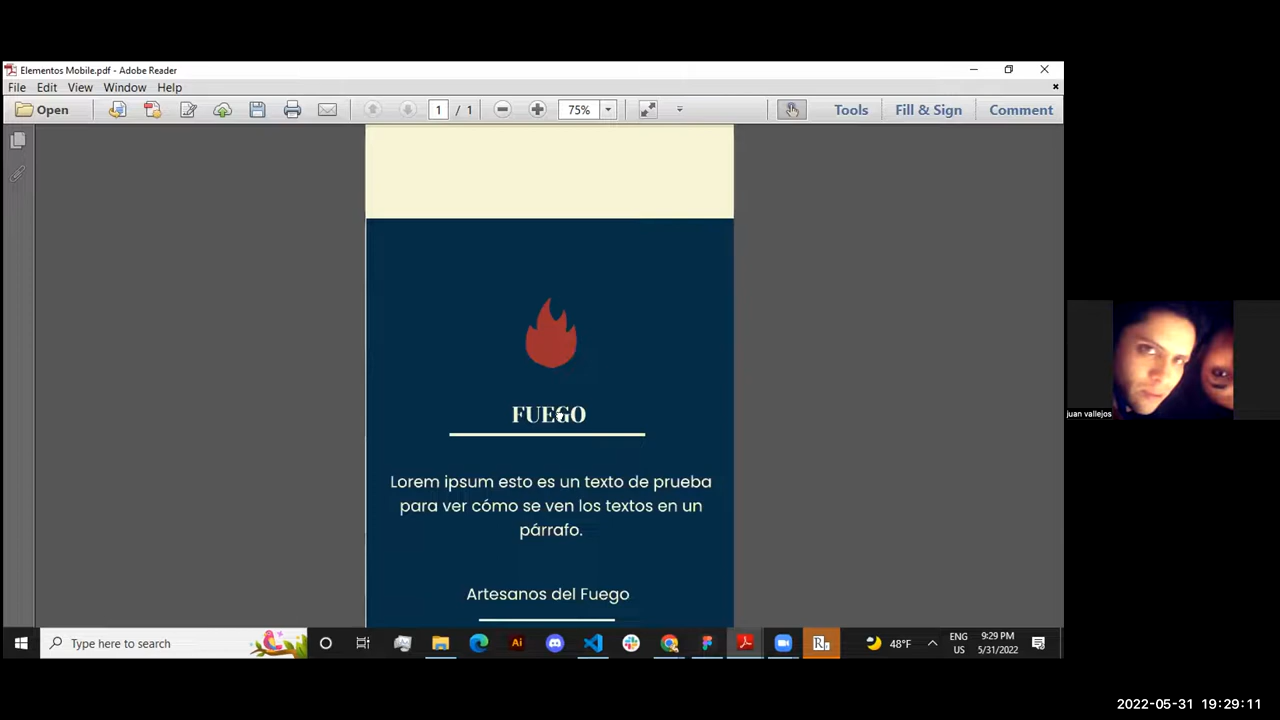 Elementos Mobile.pdf - Adobe Reader
File Edit View Window Help
Open 1 / 1 75% Tools Fill & Sign Comment
FUEGO
Lorem ipsum esto es un texto de prueba
para ver cómo se ven los textos en un
párrafo.
Artesanos del Fuego
juan vallejos
Type here to search
Ai
48°F
ENG
US
9:29 PM
5/31/2022
2022-05-31 19:29:11